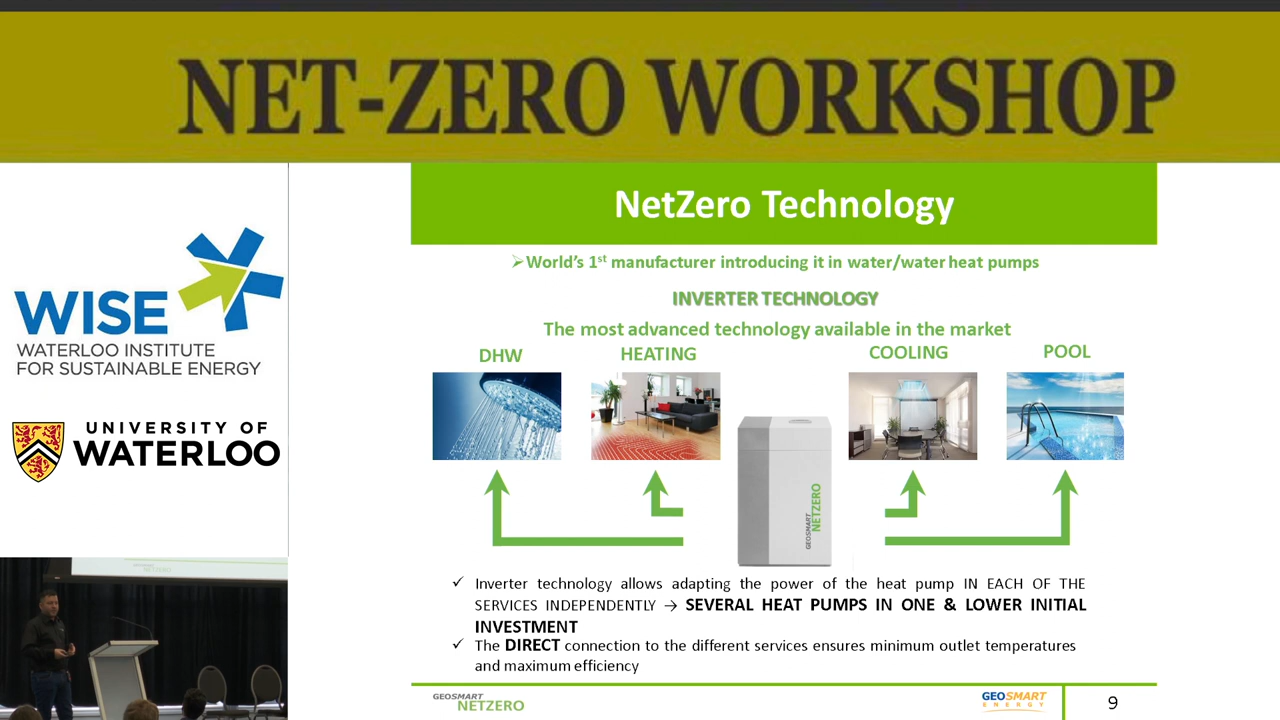 NET-ZERO WORKSHOP
NetZero Technology
➢World's 1st manufacturer introducing it in water/water heat pumps
INVERTER TECHNOLOGY
The most advanced technology available in the market
DHW
HEATING
COOLING
POOL
GEOSMART
NETZERO
✓ Inverter technology allows adapting the power of the heat pump IN EACH OF THE
SERVICES INDEPENDENTLY → SEVERAL HEAT PUMPS IN ONE & LOWER INITIAL
INVESTMENT
✓ The DIRECT connection to the different services ensures minimum outlet temperatures
and maximum efficiency
GEOSMART
NETZERO
GEOSMART
ENERGY
9
WISE
WATERLOO INSTITUTE
FOR SUSTAINABLE ENERGY
UNIVERSITY OF
WATERLOO
NETZERO